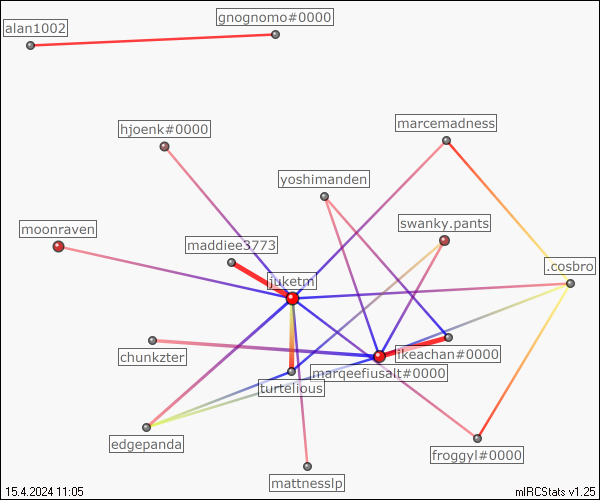 gnognomo#0000
alan1002
hjoenk#0000
marcemadness
yoshimanden
moonraven
swanky.pants
maddiee3773
.cosbro
juketm
chunkzter
ikeachan#0000
marqeefiusalt#0000
turtelious
edgepanda
froggyl#0000
mattnesslp
15.4.2024 11:05
mIRCStats v1.25